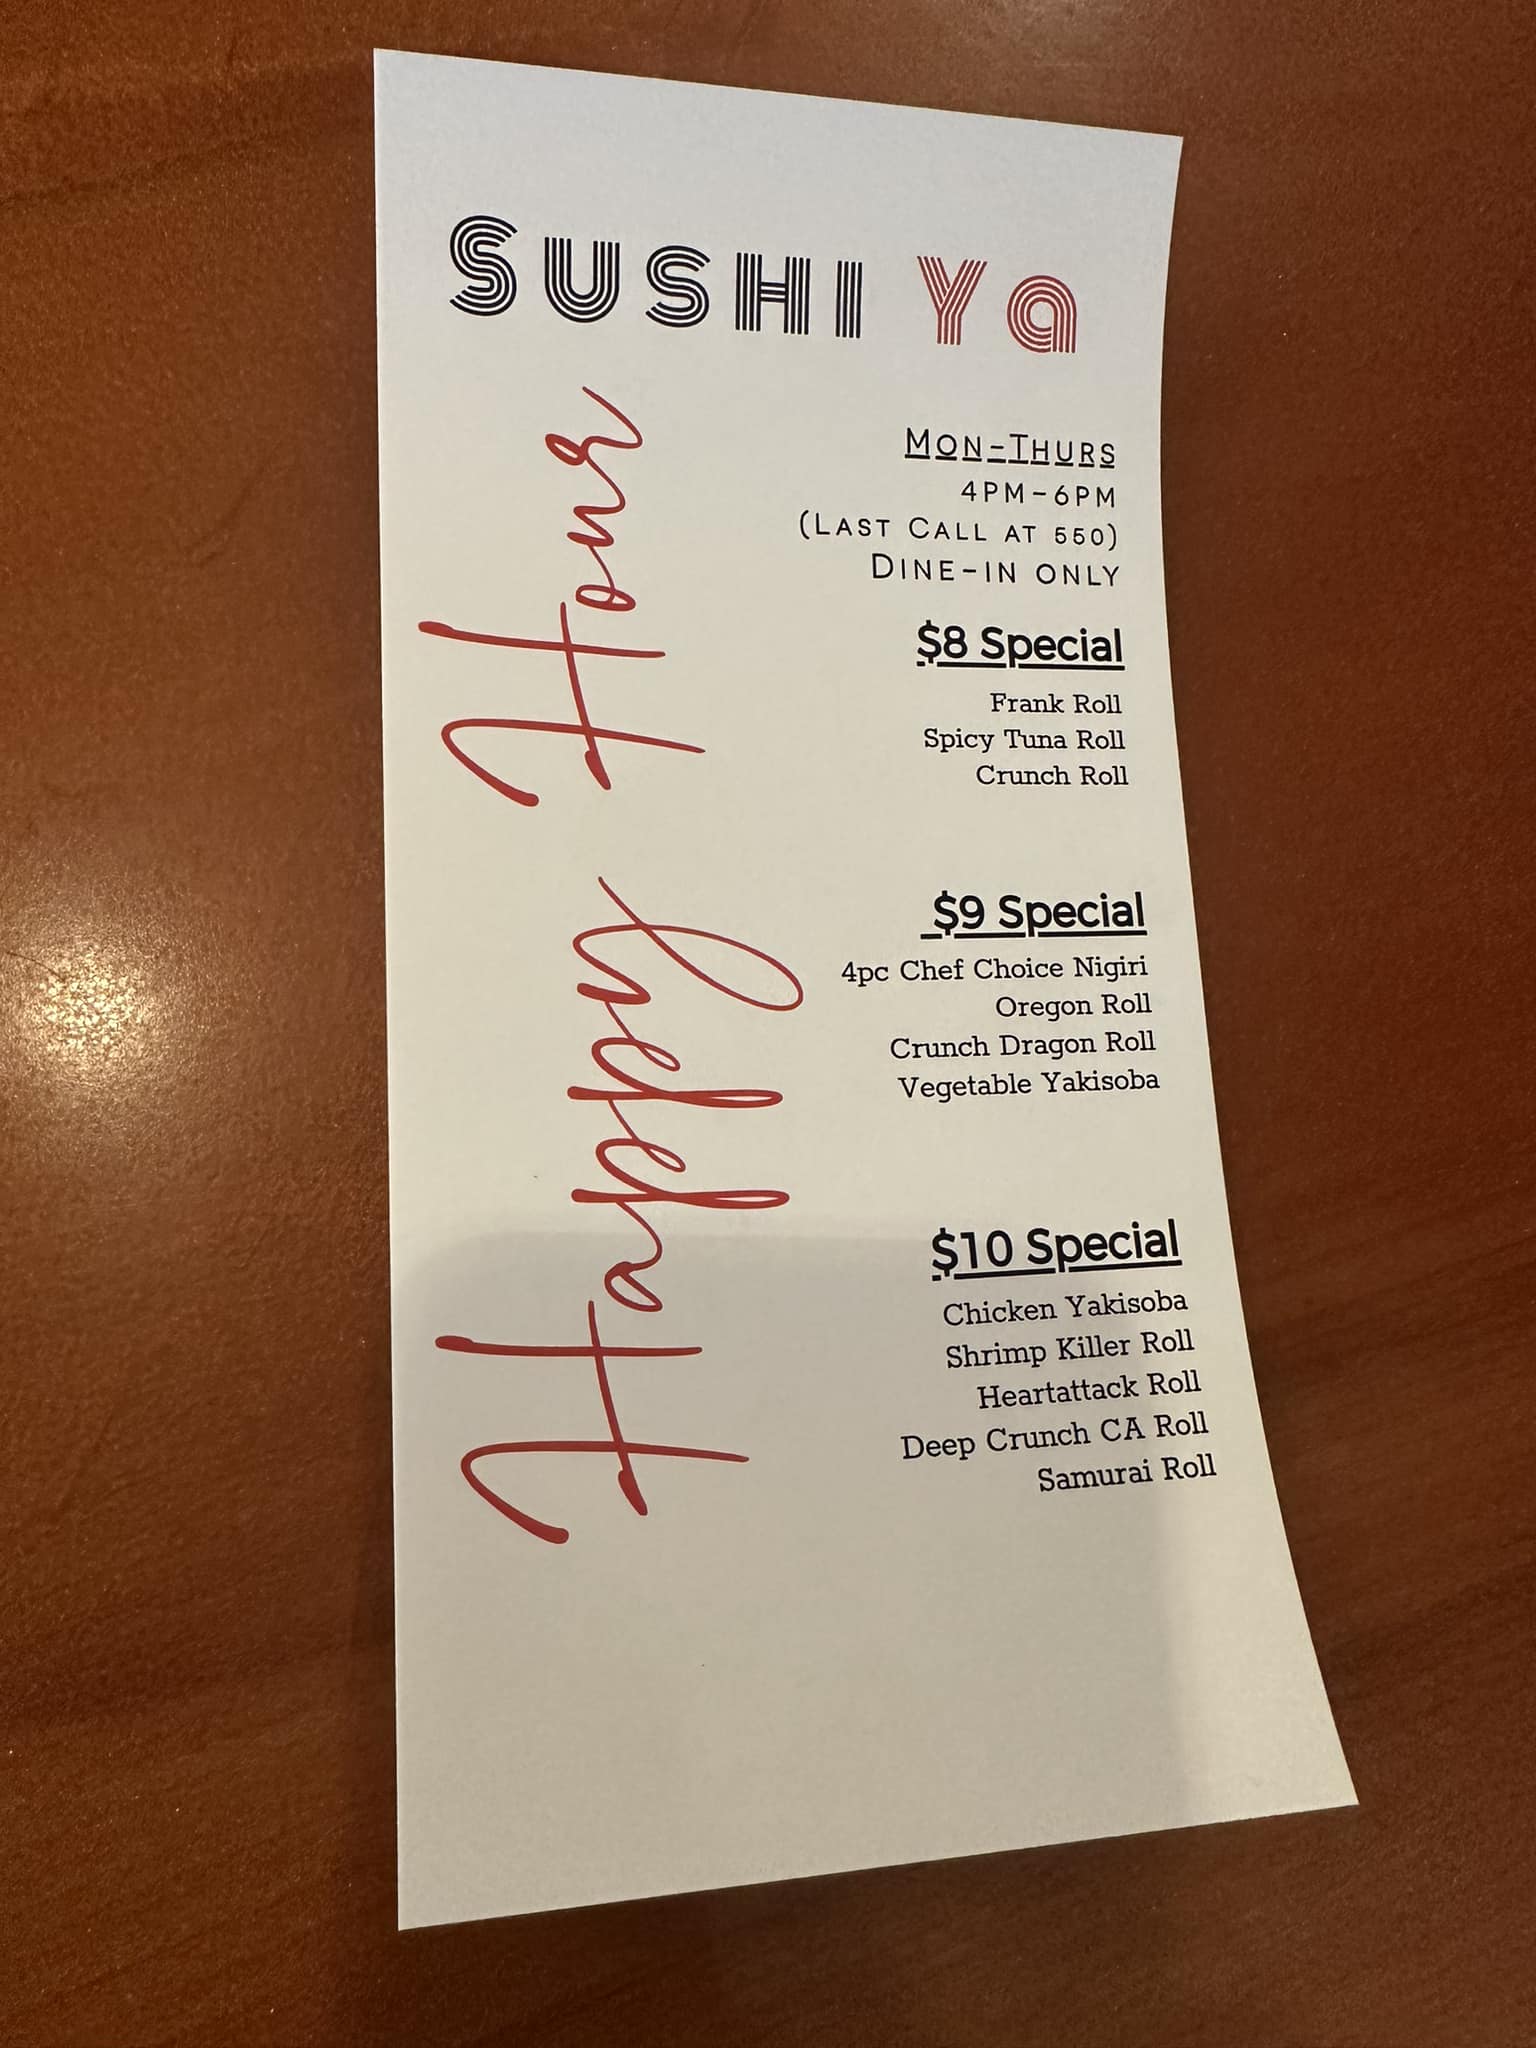 Sushi Ya
Happy Hour
Mon-Thurs
4PM-6PM
(Last Call at 550)
Dine-in only
$8 Special
Frank Roll
Spicy Tuna Roll
Crunch Roll
$9 Special
4pc Chef Choice Nigiri
Oregon Roll
Crunch Dragon Roll
Vegetable Yakisoba
$10 Special
Chicken Yakisoba
Shrimp Killer Roll
Heartattack Roll
Deep Crunch CA Roll
Samurai Roll